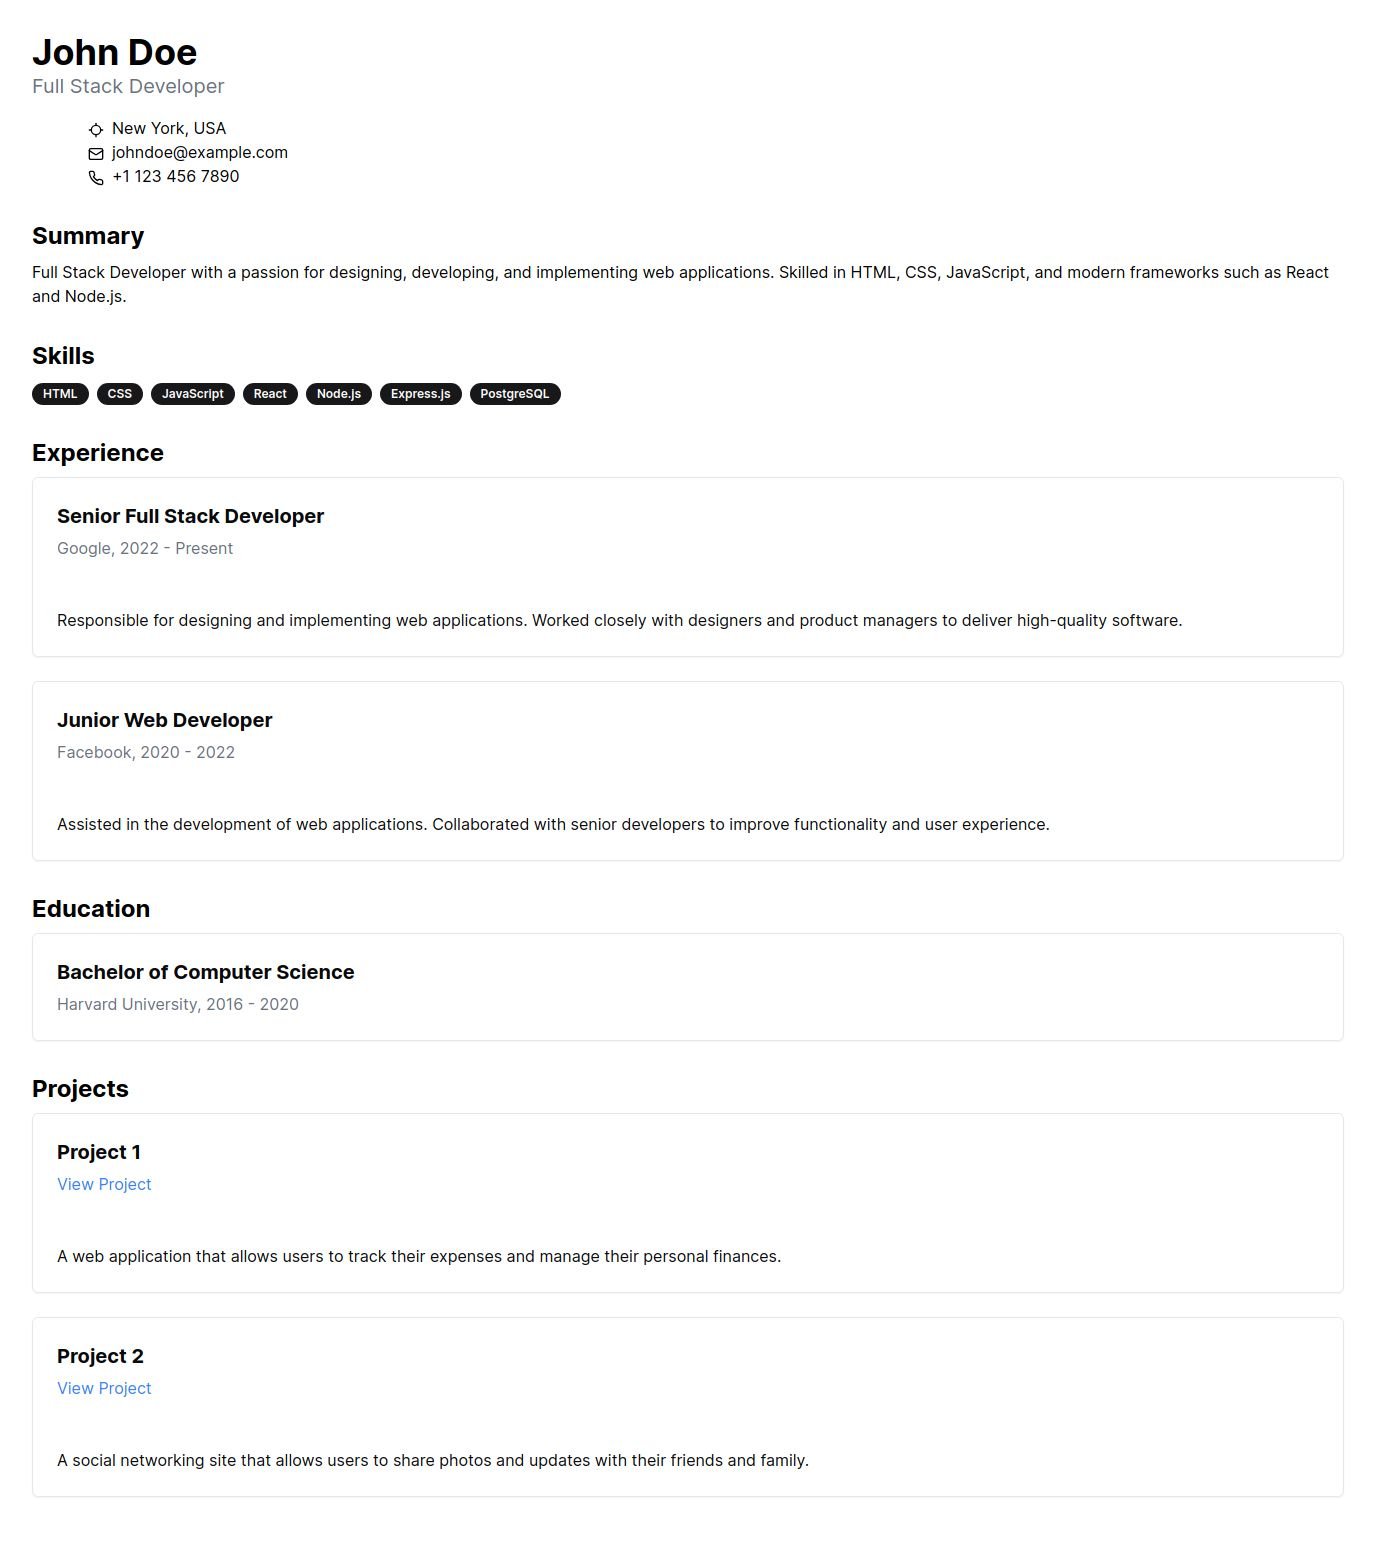 John Doe
Full Stack Developer
New York, USA
johndoe@example.com
+1 123 456 7890
Summary
Full Stack Developer with a passion for designing, developing, and implementing web applications. Skilled in HTML, CSS, JavaScript, and modern frameworks such as React
and Node.js.
Skills
HTML CSS JavaScript React Node.js Express.js PostgreSQL
Experience
Senior Full Stack Developer
Google, 2022 - Present
Responsible for designing and implementing web applications. Worked closely with designers and product managers to deliver high-quality software.
Junior Web Developer
Facebook, 2020 - 2022
Assisted in the development of web applications. Collaborated with senior developers to improve functionality and user experience.
Education
Bachelor of Computer Science
Harvard University, 2016 - 2020
Projects
Project 1
View Project
A web application that allows users to track their expenses and manage their personal finances.
Project 2
View Project
A social networking site that allows users to share photos and updates with their friends and family.